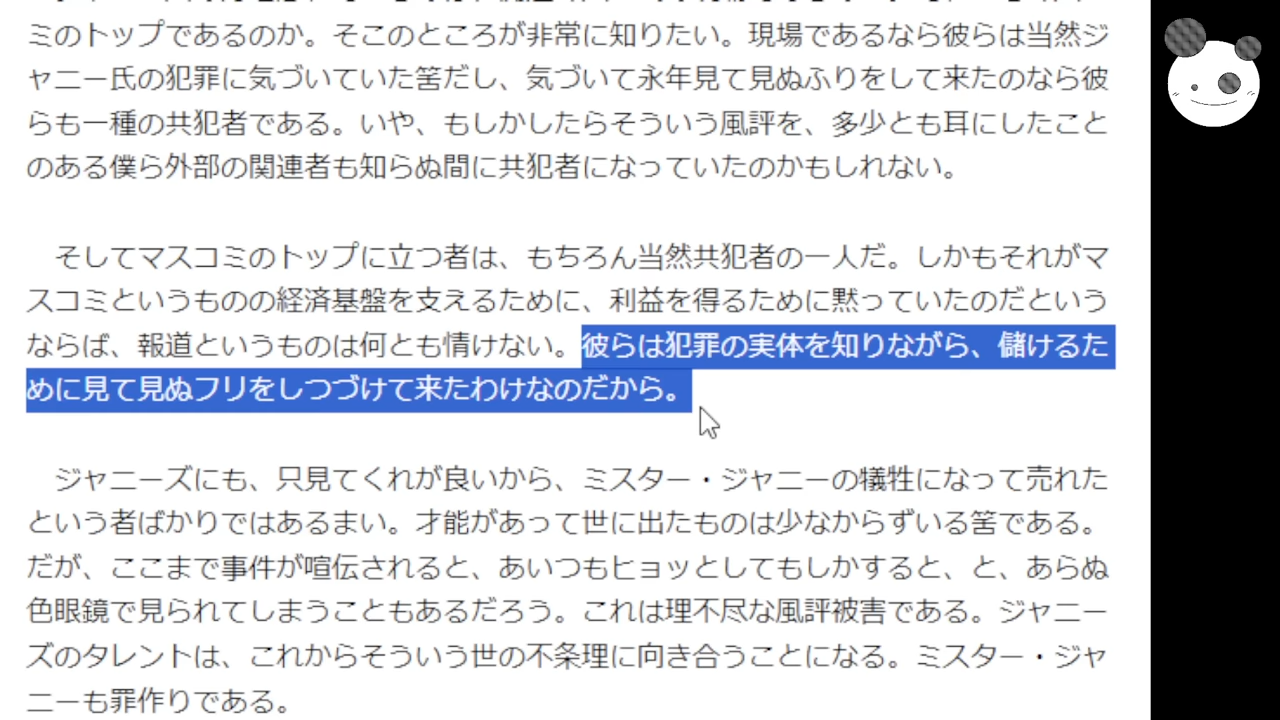 ミのトップであるのか。そこのところが非常に知りたい。現場であるなら彼らは当然ジ
ャニー氏の犯罪に気づいていた筈だし、気づいて永年見て見ぬふりをして来たのなら彼
らも一種の共犯者である。いや、もしかしたらそういう風評を、多少とも耳にしたこと
のある僕ら外部の関連者も知らぬ間に共犯者になっていたのかもしれない。
そしてマスコミのトップに立つ者は、もちろん当然共犯者の一人だ。しかもそれがマ
スコミというものの経済基盤を支えるために、利益を得るために黙っていたのだという
ならば、報道というものは何とも情けない。彼らは犯罪の実体を知りながら、儲けるた
めに見て見ぬフリをしつづけて来たわけなのだから。
ジャニーズにも、只見てくれが良いから、ミスター・ジャニーの犠牲になって売れた
という者ばかりではあるまい。才能があって世に出たものは少なからずいる筈である。
だが、ここまで事件が喧伝されると、あいつもヒョッとしてもしかすると、と、あらぬ
色眼鏡で見られてしまうこともあるだろう。これは理不尽な風評被害である。ジャニー
ズのタレントは、これからそういう世の不条理に向き合うことになる。ミスター・ジャ
ニーも罪作りである。